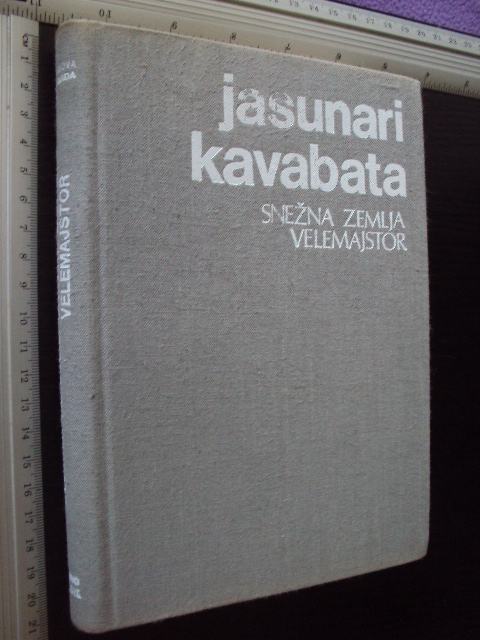 jasunari
kavabata
SNEŽNA ZEMLJA
VELEMAJSTOR
VELEMAJSTOR